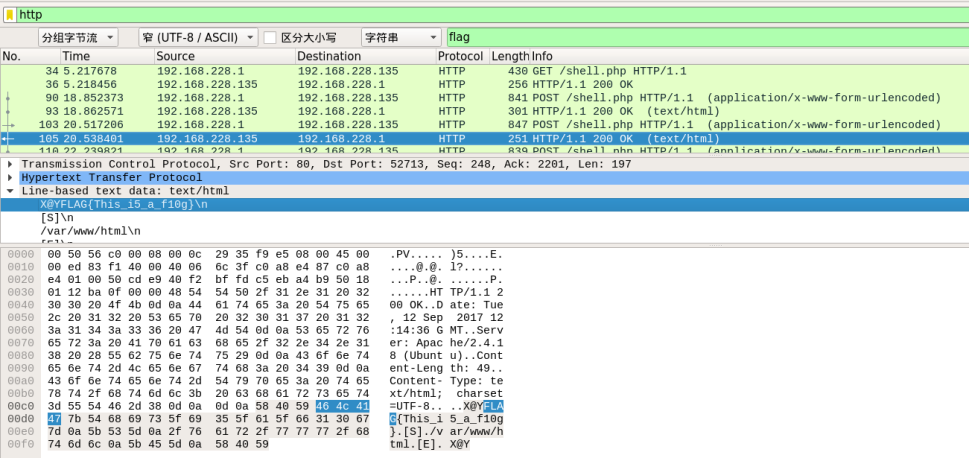 http
分组字节流 窄 (UTF-8 / ASCII) 区分大小写 字符串 flag
No. Time Source Destination Protocol Length Info
34 5.217678 192.168.228.1 192.168.228.135 HTTP 430 GET /shell.php HTTP/1.1
36 5.218456 192.168.228.135 192.168.228.1 HTTP 256 HTTP/1.1 200 OK
90 18.852373 192.168.228.1 192.168.228.135 HTTP 841 POST /shell.php HTTP/1.1 (application/x-www-form-urlencoded)
93 18.862571 192.168.228.135 192.168.228.1 HTTP 301 HTTP/1.1 200 OK (text/html)
103 20.517206 192.168.228.1 192.168.228.135 HTTP 847 POST /shell.php HTTP/1.1 (application/x-www-form-urlencoded)
105 20.538401 192.168.228.135 192.168.228.1 HTTP 251 HTTP/1.1 200 OK (text/html)
110 22.239821 192.168.228.1 192.168.228.135 HTTP 839 POST /shell.php HTTP/1.1 (application/x-www-form-urlencoded)
Transmission Control Protocol, Src Port: 80, Dst Port: 52713, Seq: 248, Ack: 2201, Len: 197
Hypertext Transfer Protocol
Line-based text data: text/html
X@YFLAG{This_i5_a_f10g}\n
[S]\n
/var/www/html\n
[E]\n
0000 00 50 56 c0 00 08 00 0c 29 35 f9 e5 08 00 45 00 .PV..... )5....E.
0010 00 ed 83 f1 40 00 40 06 6c 3f c0 a8 e4 87 c0 a8 ....@.@. l?......
0020 e4 01 00 50 cd e9 40 f2 bf fd c5 eb a4 b9 50 18 ...P..@. ......P.
0030 01 12 ba 0f 00 00 48 54 54 50 2f 31 2e 31 20 32 ......HT TP/1.1 2
0040 30 30 20 4f 4b 0d 0a 44 61 74 65 3a 20 54 75 65 00 OK..D ate: Tue
0050 2c 20 31 32 20 53 65 70 20 32 30 31 37 20 31 32 , 12 Sep 2017 12
0060 3a 31 34 3a 33 36 20 47 4d 54 0d 0a 53 65 72 76 :14:36 G MT..Serv
0070 65 72 3a 20 41 70 61 63 68 65 2f 32 2e 34 2e 31 er: Apac he/2.4.1
0080 38 20 28 55 62 75 6e 74 75 29 0d 0a 43 6f 6e 74 8 (Ubunt u)..Cont
0090 65 6e 74 2d 4c 65 6e 67 74 68 3a 20 34 39 0d 0a ent-Leng th: 49..
00a0 43 6f 6e 74 65 6e 74 2d 54 79 70 65 3a 20 74 65 Content- Type: te
00b0 78 74 2f 68 74 6d 6c 3b 20 63 68 61 72 73 65 74 xt/html; charset
00c0 3d 55 54 46 2d 38 0d 0a 0d 0a 58 40 59 46 4c 41 =UTF-8.. ..X@YFLA
00d0 47 7b 54 68 69 73 5f 69 35 5f 61 5f 66 31 30 67 G{This_i 5_a_f10g
00e0 7d 0a 5b 53 5d 0a 2f 76 61 72 2f 77 77 77 2f 68 }.[S]./v ar/www/h
00f0 74 6d 6c 0a 5b 45 5d 0a 58 40 59 tml.[E]. X@Y